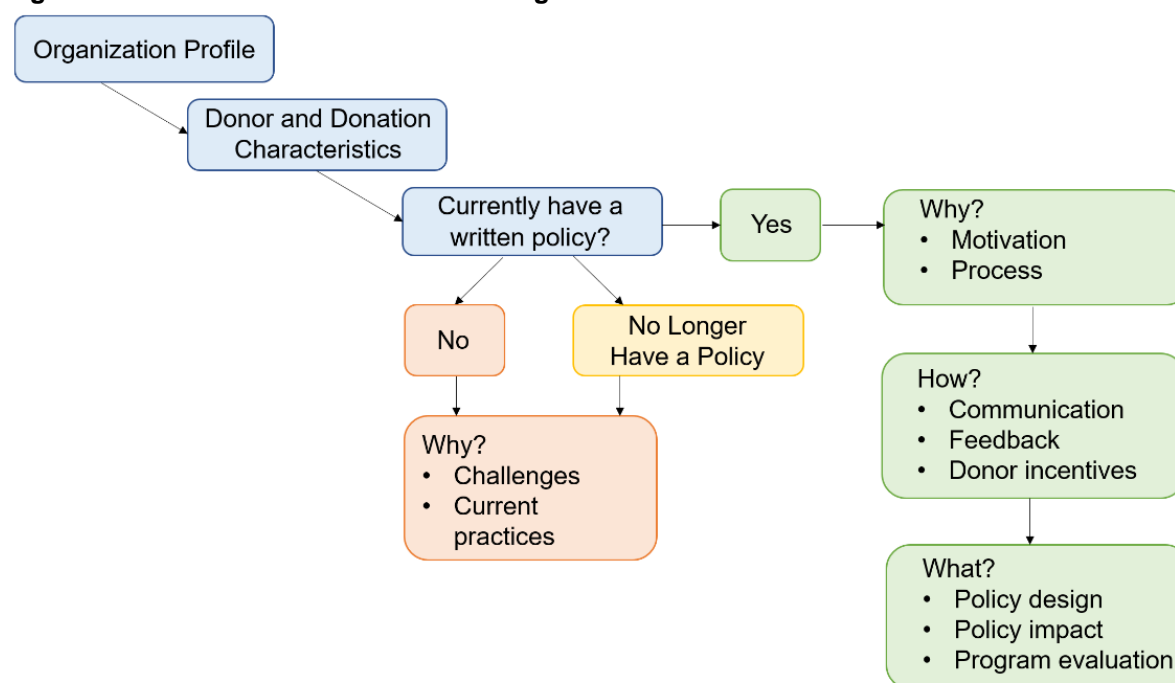 Organization Profile
Donor and Donation
Characteristics
Currently have a
written policy?
Yes
Why?
• Motivation
• Process
No
No Longer
Have a Policy
How?
• Communication
• Feedback
• Donor incentives
Why?
• Challenges
• Current
practices
What?
• Policy design
• Policy impact
• Program evaluation